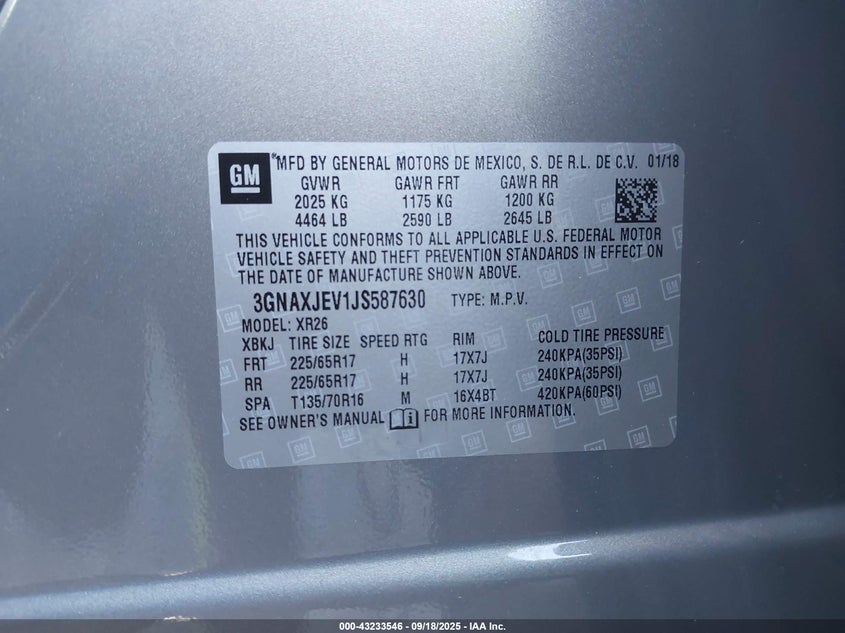 GM *MFD BY GENERAL MOTORS DE MEXICO, S. DE R.L. DE C.V. 01/18
GVWR GAWR FRT GAWR RR
2025 KG 1175 KG 1200 KG
4464 LB 2590 LB 2645 LB
THIS VEHICLE CONFORMS TO ALL APPLICABLE U.S. FEDERAL MOTOR
VEHICLE SAFETY AND THEFT PREVENTION STANDARDS IN EFFECT ON
THE DATE OF MANUFACTURE SHOWN ABOVE.
3GNAXJEV1JS587630 TYPE: M.P.V.
MODEL: XR26
XBKJ TIRE SIZE SPEED RTG RIM COLD TIRE PRESSURE
FRT 225/65R17 H 17X7J 240KPA(35PSI)
RR 225/65R17 H 17X7J 240KPA(35PSI)
SPA T135/70R16 M 16X4BT 420KPA(60PSI)
SEE OWNER'S MANUAL i FOR MORE INFORMATION.
000-43233546 - 09/18/2025 - IAA Inc.